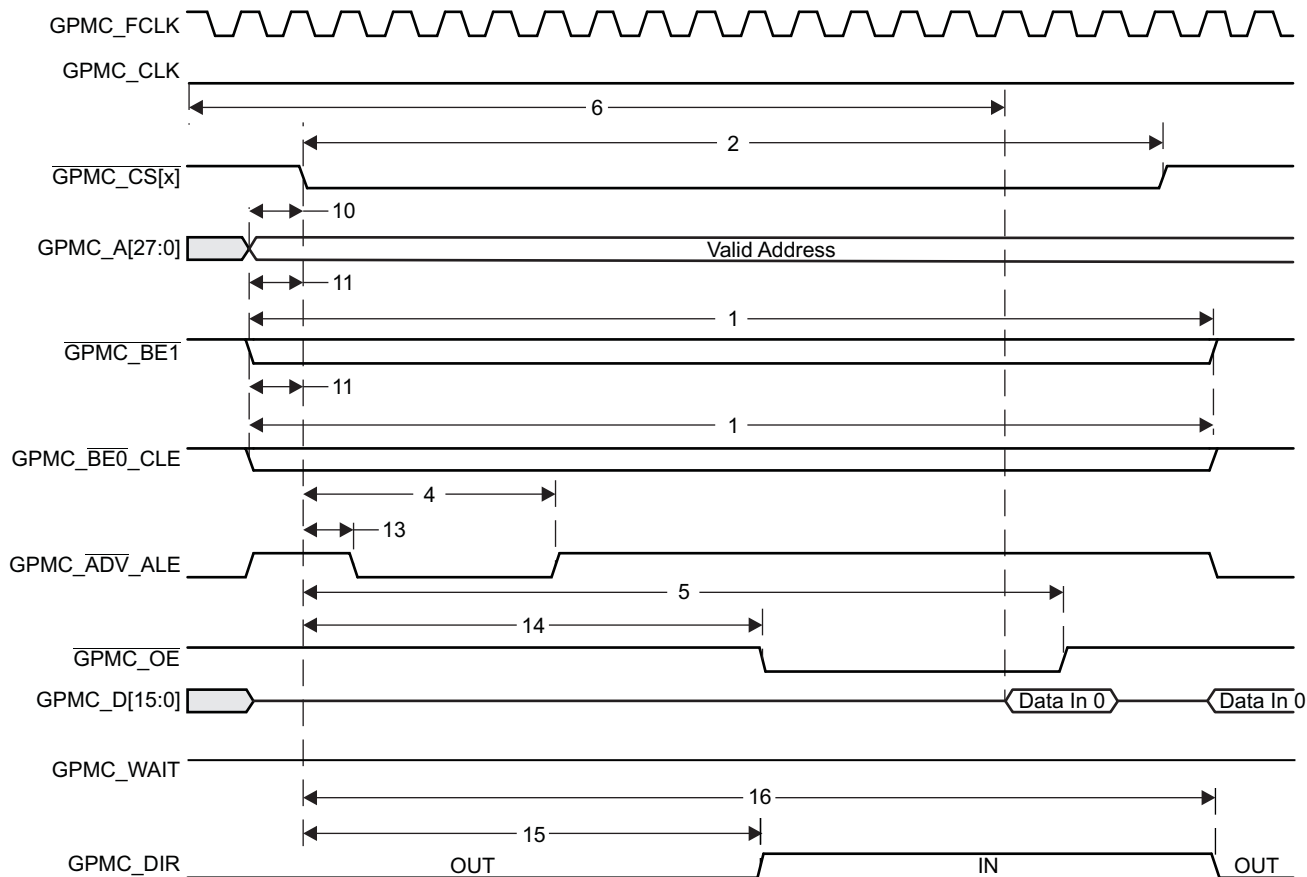 GPMC_FCLK
GPMC_CLK
6
2
GPMC_CS[x]
10
GPMC_A[27:0]
Valid Address
11
1
GPMC_BE1
11
1
GPMC_BE0_CLE
4
13
GPMC_ADV_ALE
5
14
GPMC_OE
GPMC_D[15:0]
Data In 0
Data In 0
GPMC_WAIT
16
15
GPMC_DIR
OUT
IN
OUT